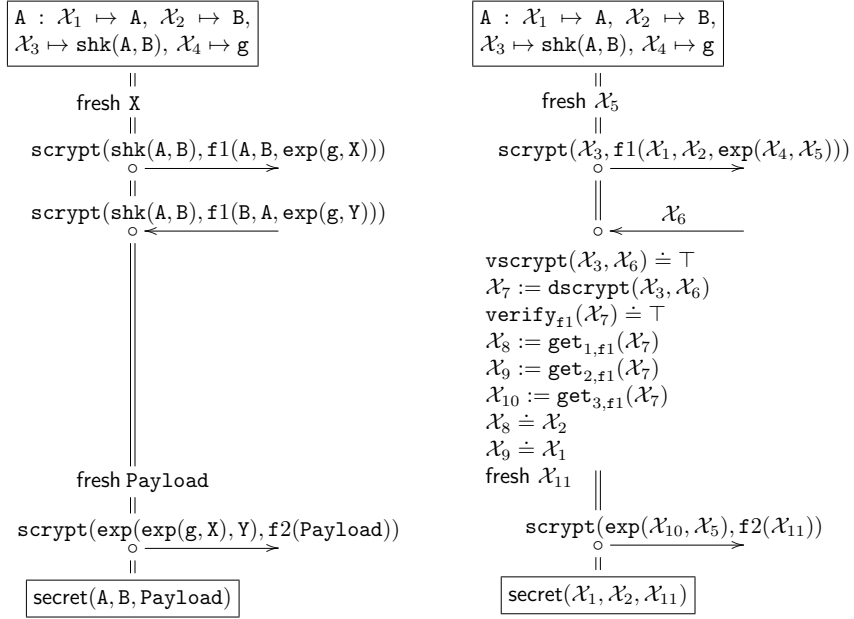 A : 𝒳₁ ↦ A, 𝒳₂ ↦ B,
𝒳₃ ↦ shk(A, B), 𝒳₄ ↦ g
fresh X
scrypt(shk(A, B), f1(A, B, exp(g, X)))
scrypt(shk(A, B), f1(B, A, exp(g, Y)))
fresh Payload
scrypt(exp(exp(g, X), Y), f2(Payload))
secret(A, B, Payload)
A : 𝒳₁ ↦ A, 𝒳₂ ↦ B,
𝒳₃ ↦ shk(A, B), 𝒳₄ ↦ g
fresh 𝒳₅
scrypt(𝒳₃, f1(𝒳₁, 𝒳₂, exp(𝒳₄, 𝒳₅)))
𝒳₆
vscrypt(𝒳₃, 𝒳₆) ≐ ⊤
𝒳₇ := dscrypt(𝒳₃, 𝒳₆)
verify_f1(𝒳₇) ≐ ⊤
𝒳₈ := get_1,f1(𝒳₇)
𝒳₉ := get_2,f1(𝒳₇)
𝒳₁₀ := get_3,f1(𝒳₇)
𝒳₈ ≐ 𝒳₂
𝒳₉ ≐ 𝒳₁
fresh 𝒳₁₁
scrypt(exp(𝒳₁₀, 𝒳₅), f2(𝒳₁₁))
secret(𝒳₁, 𝒳₂, 𝒳₁₁)